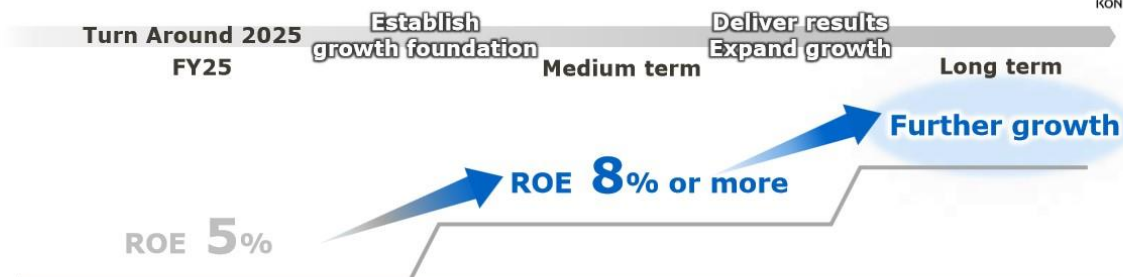 KON
Turn Around 2025
FY25
Establish
growth foundation
Medium term
Deliver results
Expand growth
Long term
ROE 5%
ROE 8% or more
Further growth